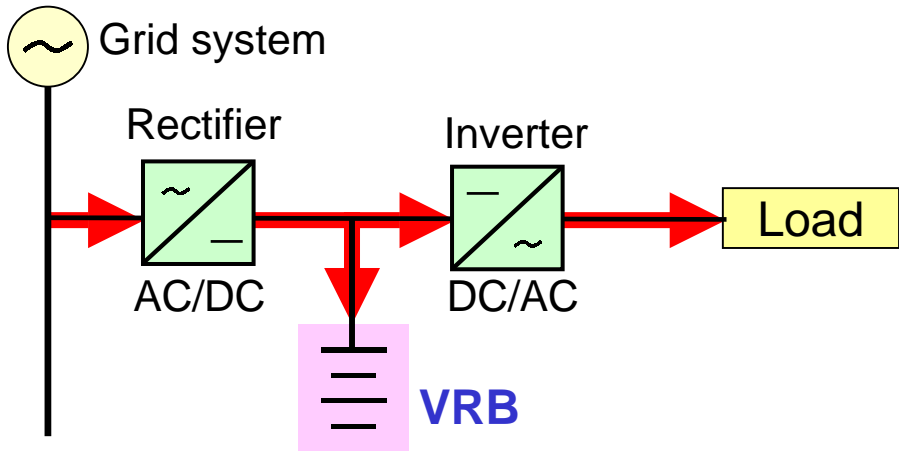 Grid system
Rectifier
Inverter
Load
AC/DC
DC/AC
VRB